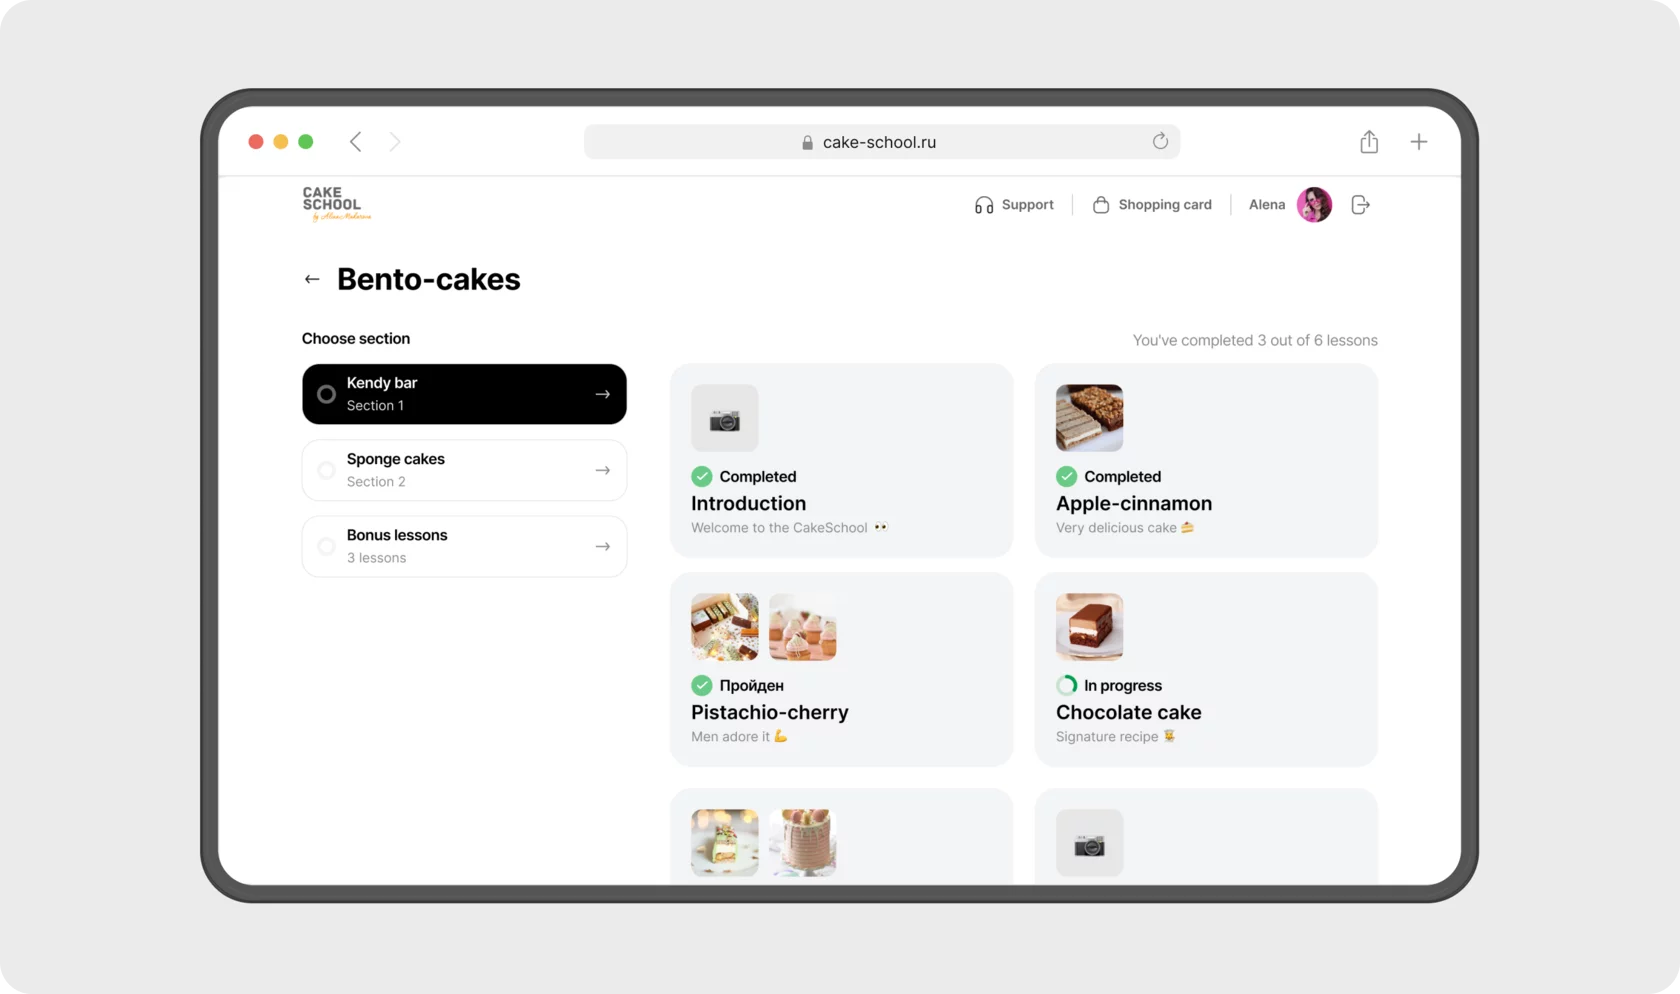 cake-school.ru
CAKE
SCHOOL
Support
Shopping card
Alena
← Bento-cakes
Choose section
You've completed 3 out of 6 lessons
Kendy bar
Section 1
→
Sponge cakes
Section 2
→
Bonus lessons
3 lessons
→
Completed
Introduction
Welcome to the CakeSchool 👀
Completed
Apple-cinnamon
Very delicious cake 🍰
Пройден
Pistachio-cherry
Men adore it 💪
In progress
Chocolate cake
Signature recipe 👩‍🍳